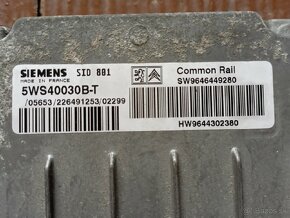 SIEMENS SID 801
MADE IN FRANCE
5WS40030B-T
/05653/226491253/02299
Common Rail
SW9646449280
HW9644302380